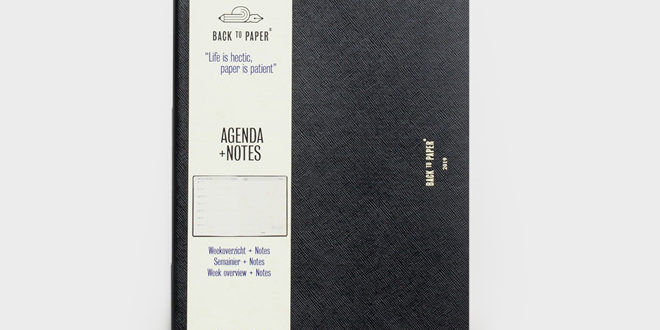 BACK TO PAPER®
“Life is hectic,
paper is patient”
AGENDA
+NOTES
Weekoverzicht + Notes
Semainier + Notes
Week overview + Notes
BACK TO PAPER®
2019